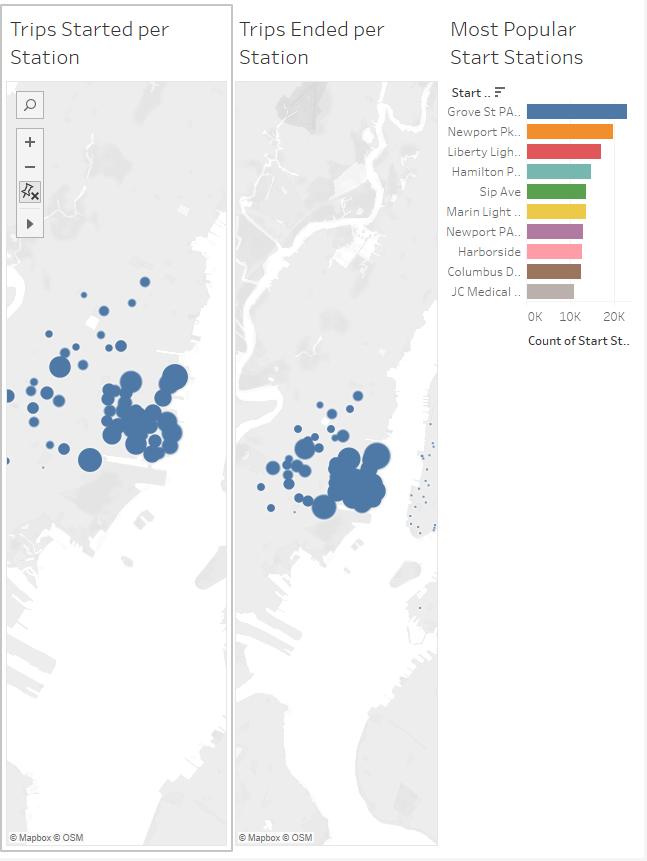 Trips Started per
Station
Trips Ended per
Station
Most Popular
Start Stations
Start ..
Grove St PA..
Newport Pk..
Liberty Ligh..
Hamilton P..
Sip Ave
Marin Light ..
Newport PA..
Harborside
Columbus D..
JC Medical ..
0K 10K 20K
Count of Start St..
© Mapbox © OSM
© Mapbox © OSM